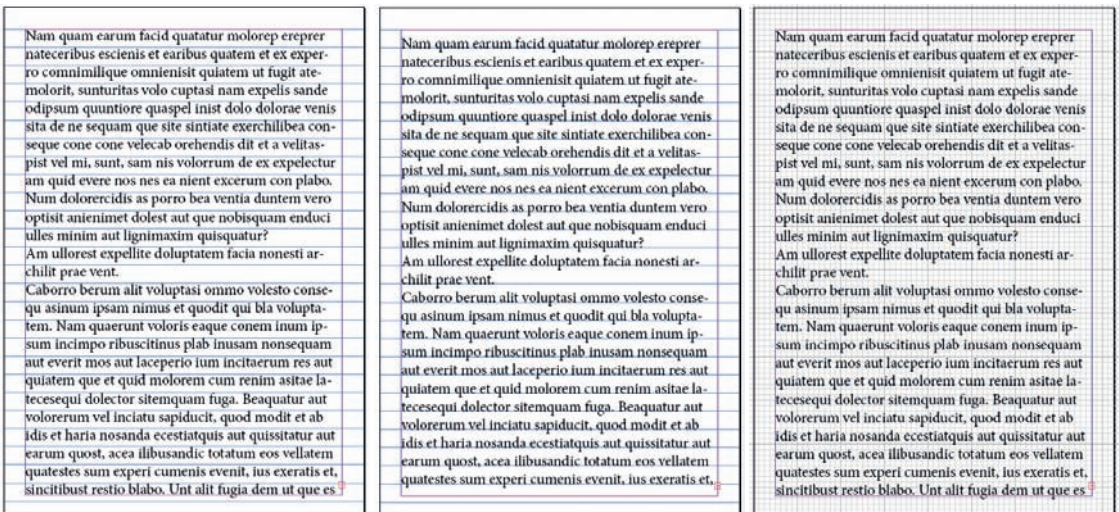 Nam quam earum facid quatatur molorep ereprer
nateceribus escienis et earibus quatem et ex exper-
ro comnimilique omnienisit quiatem ut fugit ate-
molorit, sunturitas volo cuptasi nam expelis sande
odipsum quuntiore quaspel inist dolo dolorae venis
sita de ne sequam que site sintiate exerchilibea con-
seque cone cone velecab orehendis dit et a velitas-
pist vel mi, sunt, sam nis volorrum de ex expelectur
am quid evere nos nes ea nient excerum con plabo.
Num dolorercidis as porro bea ventia duntem vero
optisit anienimet dolest aut que nobisquam enduci
ulles minim aut lignimaxim quisquatur?
Am ullorest expellite doluptatem facia nonesti ar-
chilit prae vent.
Caborro berum alit voluptasi ommo volesto conse-
qu asinum ipsam nimus et quodit qui bla volupta-
tem. Nam quaerunt voloris eaque conem inum ip-
sum incimpo ribuscitinus plab inusam nonsequam
aut everit mos aut laceperio ium incitaerum res aut
quiatem que et quid molorem cum renim asitae la-
tecesequi dolector sitemquam fuga. Beaquatur aut
volorerum vel inciatu sapiducit, quod modit et ab
idis et haria nosanda ecestiatquis aut quissitatur aut
earum quost, acea ilibusandic totatum eos vellatem
quatestes sum experi cumenis evenit, ius exeratis et,
sincitibust restio blabo. Unt alit fugia dem ut que es
Nam quam earum facid quatatur molorep ereprer
nateceribus escienis et earibus quatem et ex exper-
ro comnimilique omnienisit quiatem ut fugit ate-
molorit, sunturitas volo cuptasi nam expelis sande
odipsum quuntiore quaspel inist dolo dolorae venis
sita de ne sequam que site sintiate exerchilibea con-
seque cone cone velecab orehendis dit et a velitas-
pist vel mi, sunt, sam nis volorrum de ex expelectur
am quid evere nos nes ea nient excerum con plabo.
Num dolorercidis as porro bea ventia duntem vero
optisit anienimet dolest aut que nobisquam enduci
ulles minim aut lignimaxim quisquatur?
Am ullorest expellite doluptatem facia nonesti ar-
chilit prae vent.
Caborro berum alit voluptasi ommo volesto conse-
qu asinum ipsam nimus et quodit qui bla volupta-
tem. Nam quaerunt voloris eaque conem inum ip-
sum incimpo ribuscitinus plab inusam nonsequam
aut everit mos aut laceperio ium incitaerum res aut
quiatem que et quid molorem cum renim asitae la-
tecesequi dolector sitemquam fuga. Beaquatur aut
volorerum vel inciatu sapiducit, quod modit et ab
idis et haria nosanda ecestiatquis aut quissitatur aut
earum quost, acea ilibusandic totatum eos vellatem
quatestes sum experi cumenis evenit, ius exeratis et,
Nam quam earum facid quatatur molorep ereprer
nateceribus escienis et earibus quatem et ex exper-
ro comnimilique omnienisit quiatem ut fugit ate-
molorit, sunturitas volo cuptasi nam expelis sande
odipsum quuntiore quaspel inist dolo dolorae venis
sita de ne sequam que site sintiate exerchilibea con-
seque cone cone velecab orehendis dit et a velitas-
pist vel mi, sunt, sam nis volorrum de ex expelectur
am quid evere nos nes ea nient excerum con plabo.
Num dolorercidis as porro bea ventia duntem vero
optisit anienimet dolest aut que nobisquam enduci
ulles minim aut lignimaxim quisquatur?
Am ullorest expellite doluptatem facia nonesti ar-
chilit prae vent.
Caborro berum alit voluptasi ommo volesto conse-
qu asinum ipsam nimus et quodit qui bla volupta-
tem. Nam quaerunt voloris eaque conem inum ip-
sum incimpo ribuscitinus plab inusam nonsequam
aut everit mos aut laceperio ium incitaerum res aut
quiatem que et quid molorem cum renim asitae la-
tecesequi dolector sitemquam fuga. Beaquatur aut
volorerum vel inciatu sapiducit, quod modit et ab
idis et haria nosanda ecestiatquis aut quissitatur aut
earum quost, acea ilibusandic totatum eos vellatem
quatestes sum experi cumenis evenit, ius exeratis et,
sincitibust restio blabo. Unt alit fugia dem ut que es